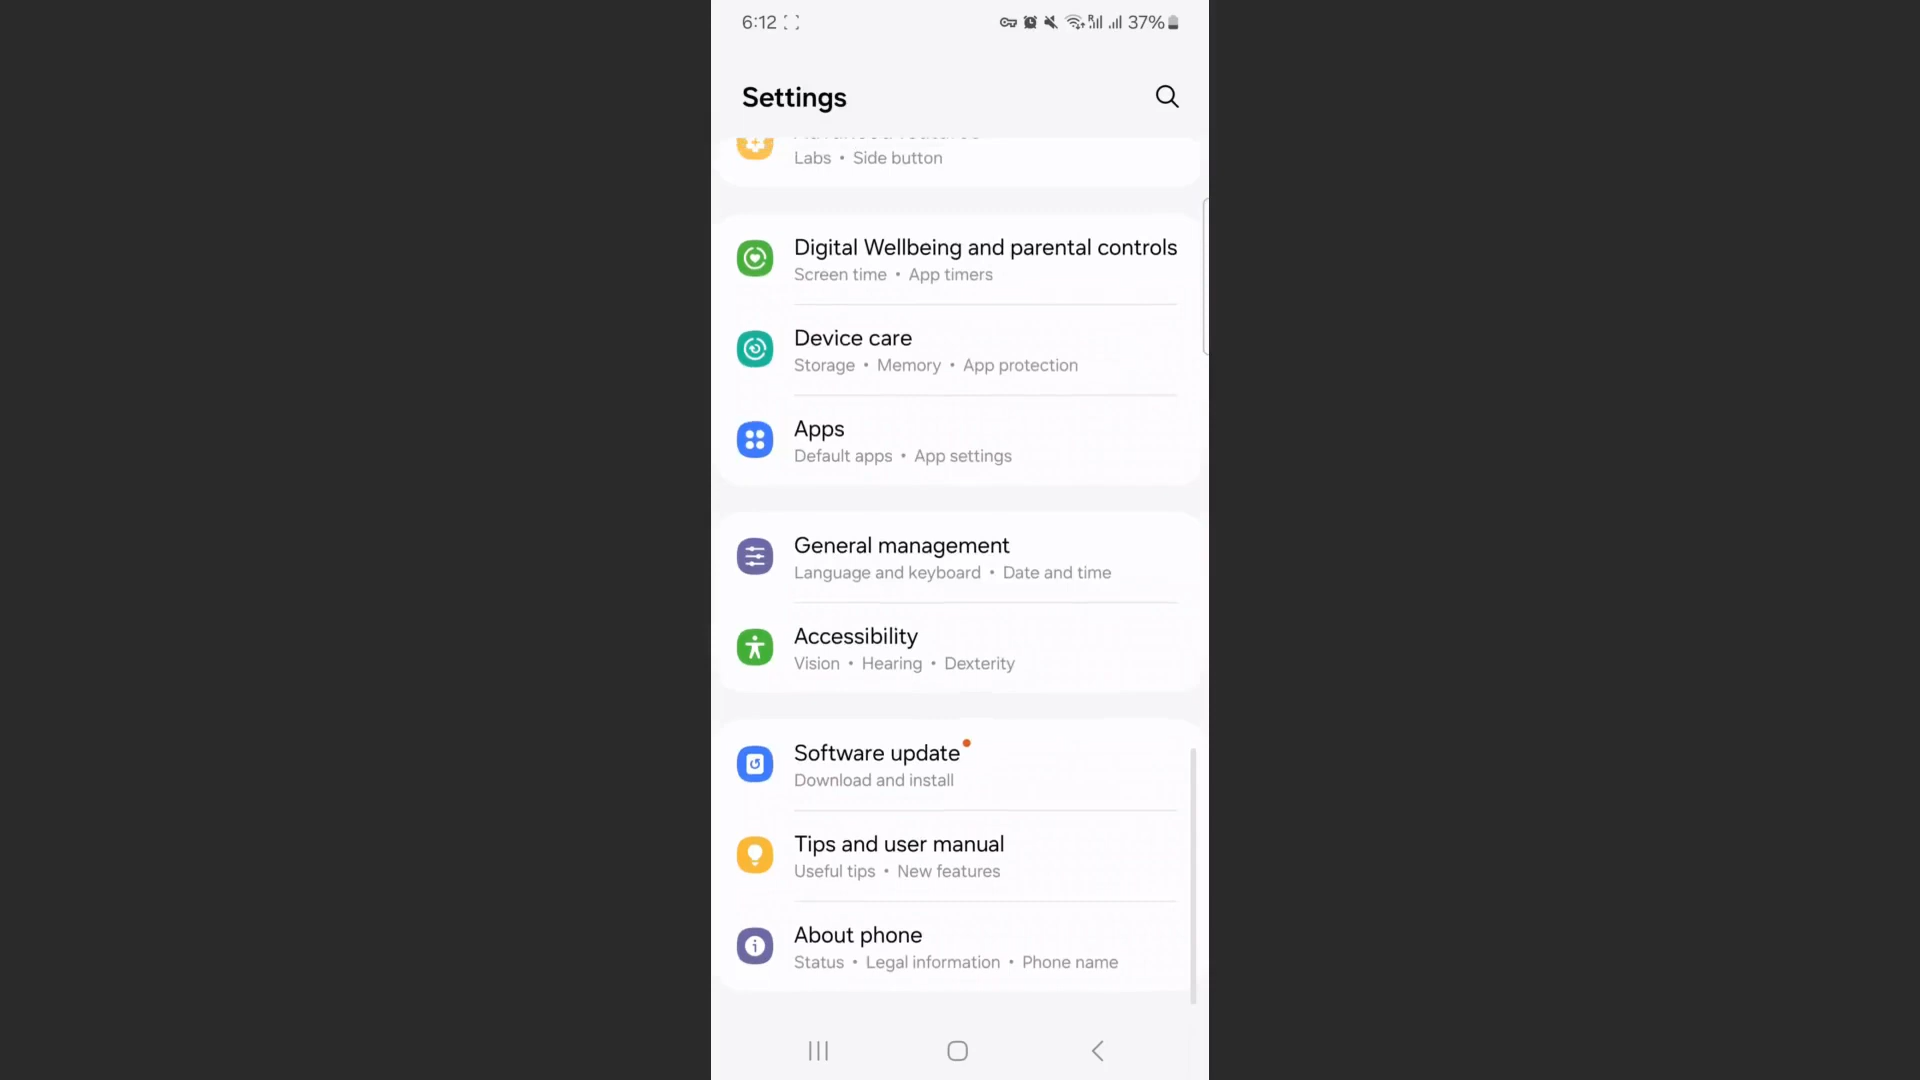 6:12
37%
Settings
Labs • Side button
Digital Wellbeing and parental controls
Screen time • App timers
Device care
Storage • Memory • App protection
Apps
Default apps • App settings
General management
Language and keyboard • Date and time
Accessibility
Vision • Hearing • Dexterity
Software update
Download and install
Tips and user manual
Useful tips • New features
About phone
Status • Legal information • Phone name